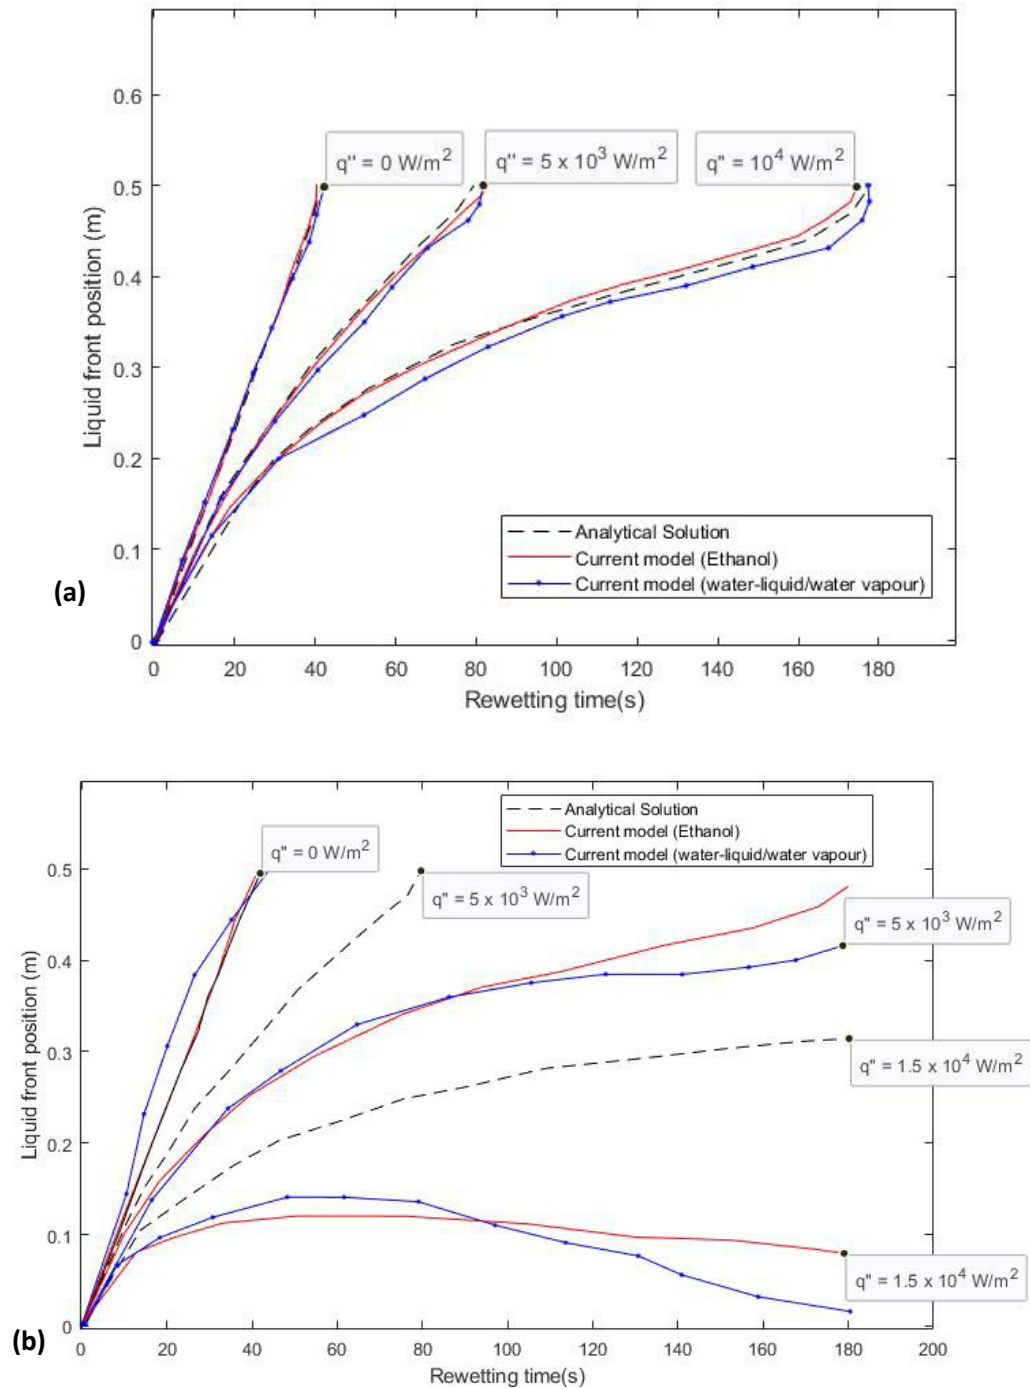 0.6
q" = 0 W/m²
q" = 5 x 10³ W/m²
q" = 10⁴ W/m²
0.5
0.4
Liquid front position (m)
0.3
0.2
Analytical Solution
Current model (Ethanol)
Current model (water-liquid/water vapour)
0.1
(a)
0
0 20 40 60 80 100 120 140 160 180
Rewetting time(s)
Analytical Solution
Current model (Ethanol)
Current model (water-liquid/water vapour)
q" = 0 W/m²
q" = 5 x 10³ W/m²
0.5
q" = 5 x 10³ W/m²
0.4
Liquid front position (m)
0.3
q" = 1.5 x 10⁴ W/m²
0.2
0.1
q" = 1.5 x 10⁴ W/m²
(b)
0
0 20 40 60 80 100 120 140 160 180 200
Rewetting time(s)